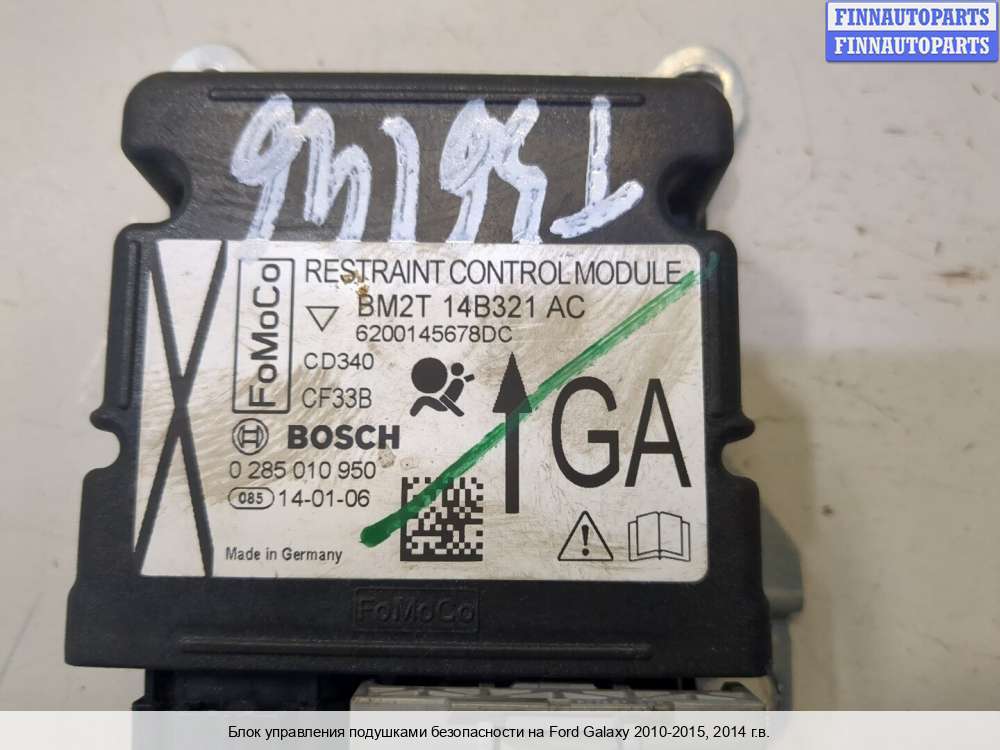 FINNAUTOPARTS
FINNAUTOPARTS
RESTRAINT CONTROL MODULE
BM2T 14B321 AC
6200145678DC
FoMoCo
CD340
CF33B
GA
BOSCH
0 285 010 950
085 14-01-06
Made in Germany
FoMoCo
Блок управления подушками безопасности на Ford Galaxy 2010-2015, 2014 г.в.